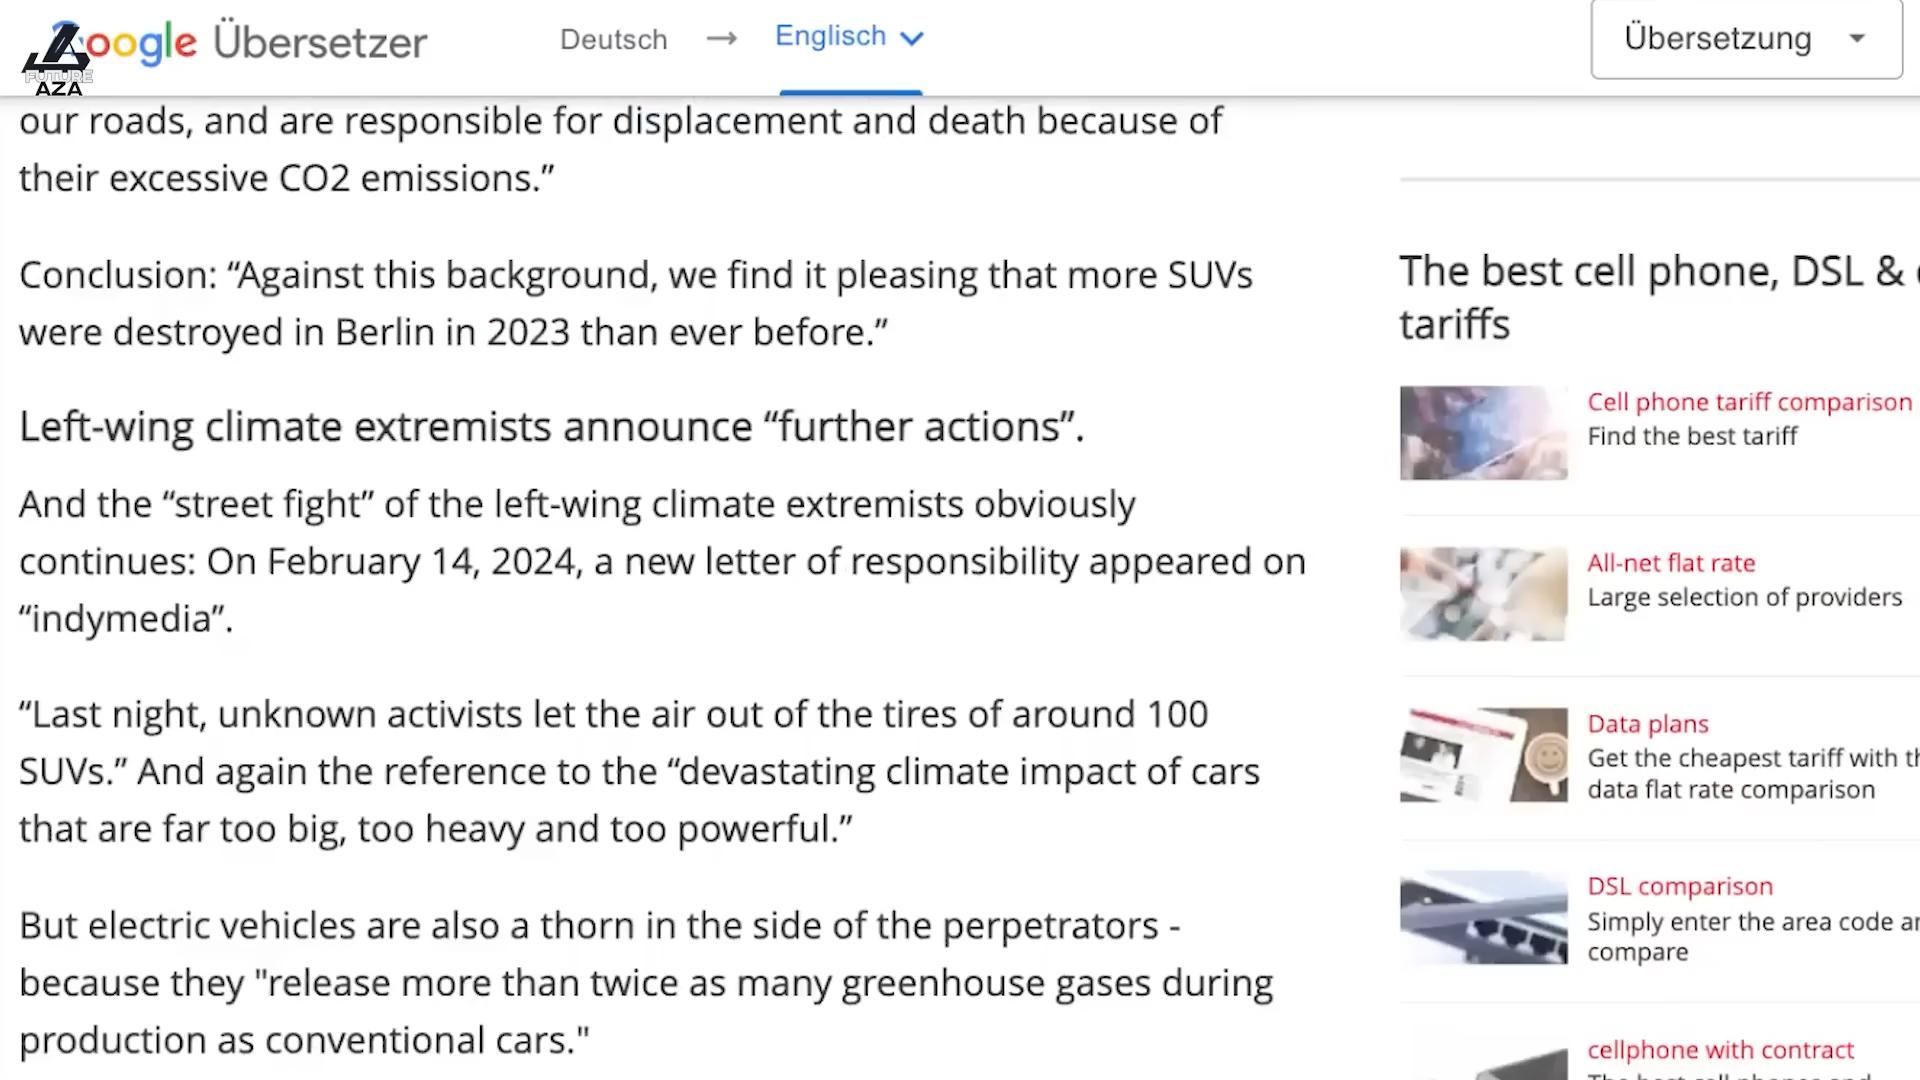 Google Übersetzer
Deutsch → Englisch
Übersetzung
FUTURE
AZA
our roads, and are responsible for displacement and death because of
their excessive CO2 emissions.”
Conclusion: “Against this background, we find it pleasing that more SUVs
were destroyed in Berlin in 2023 than ever before.”
Left-wing climate extremists announce “further actions”.
And the “street fight” of the left-wing climate extremists obviously
continues: On February 14, 2024, a new letter of responsibility appeared on
“indymedia”.
“Last night, unknown activists let the air out of the tires of around 100
SUVs.” And again the reference to the “devastating climate impact of cars
that are far too big, too heavy and too powerful.”
But electric vehicles are also a thorn in the side of the perpetrators -
because they "release more than twice as many greenhouse gases during
production as conventional cars."
The best cell phone, DSL &
tariffs
Cell phone tariff comparison
Find the best tariff
All-net flat rate
Large selection of providers
Data plans
Get the cheapest tariff with
data flat rate comparison
DSL comparison
Simply enter the area code
compare
cellphone with contract